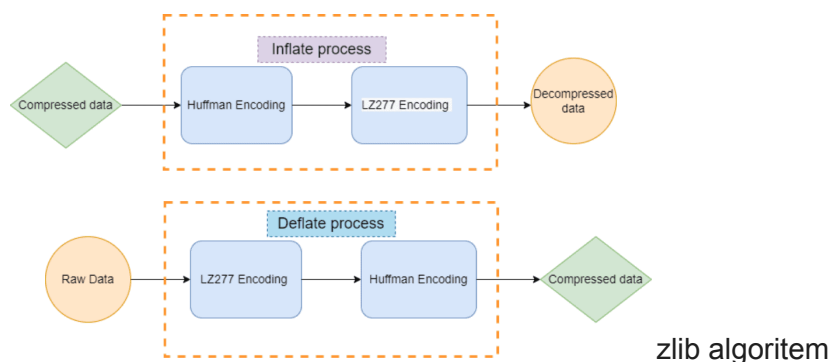 Inflate process
Compressed data
Huffman Encoding
LZ277 Encoding
Decompressed
data
Deflate process
Raw Data
LZ277 Encoding
Huffman Encoding
Compressed data
zlib algoritem